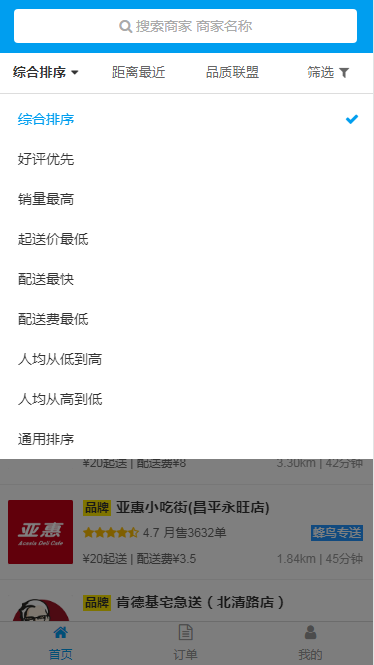 搜索商家 商家名称
综合排序 距离最近 品质联盟 筛选
综合排序
好评优先
销量最高
起送价最低
配送最快
配送费最低
人均从低到高
人均从高到低
通用排序
¥20起送 | 配送费¥8 3.30km | 42分钟
品牌 亚惠小吃街(昌平永旺店)
亚惠
Acasia Deli Cafe
4.7 月售3632单 蜂鸟专送
¥20起送 | 配送费¥3.5 1.84km | 45分钟
品牌 肯德基宅急送（北清路店）
首页 订单 我的